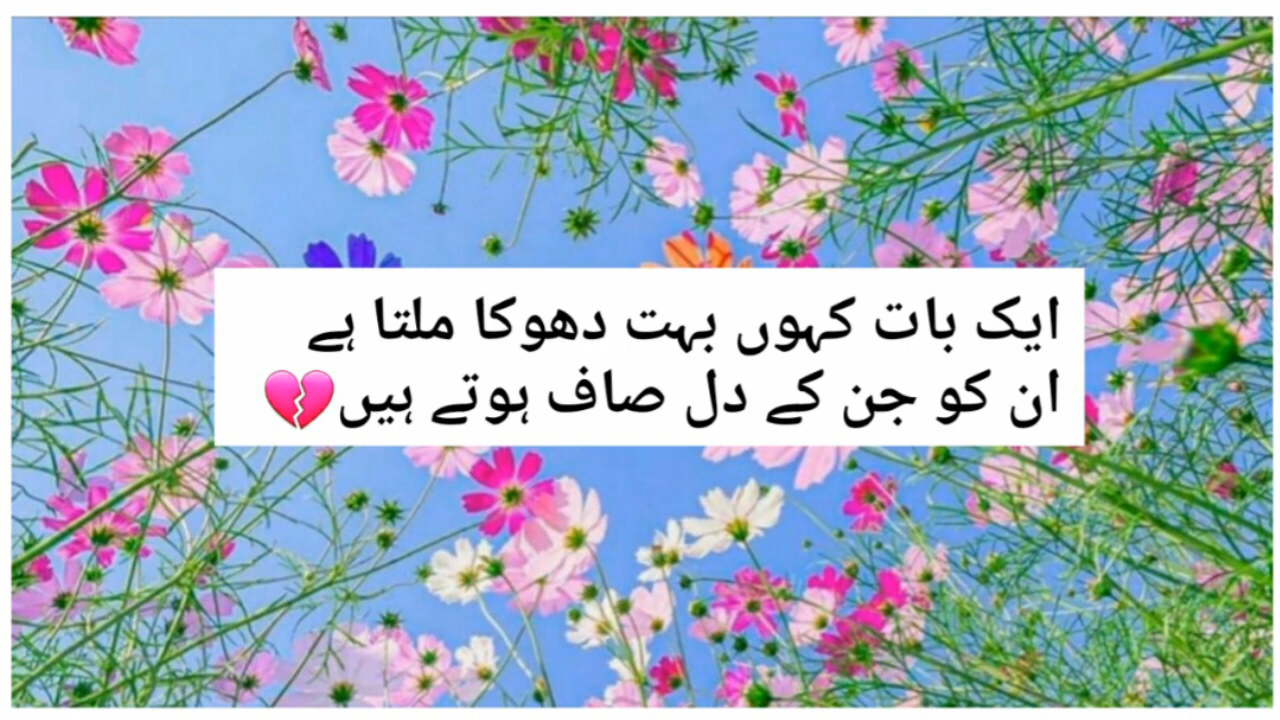 ایک بات کہوں بہت دھوکا ملتا ہے
ان کو جن کے دل صاف ہوتے ہیں💔